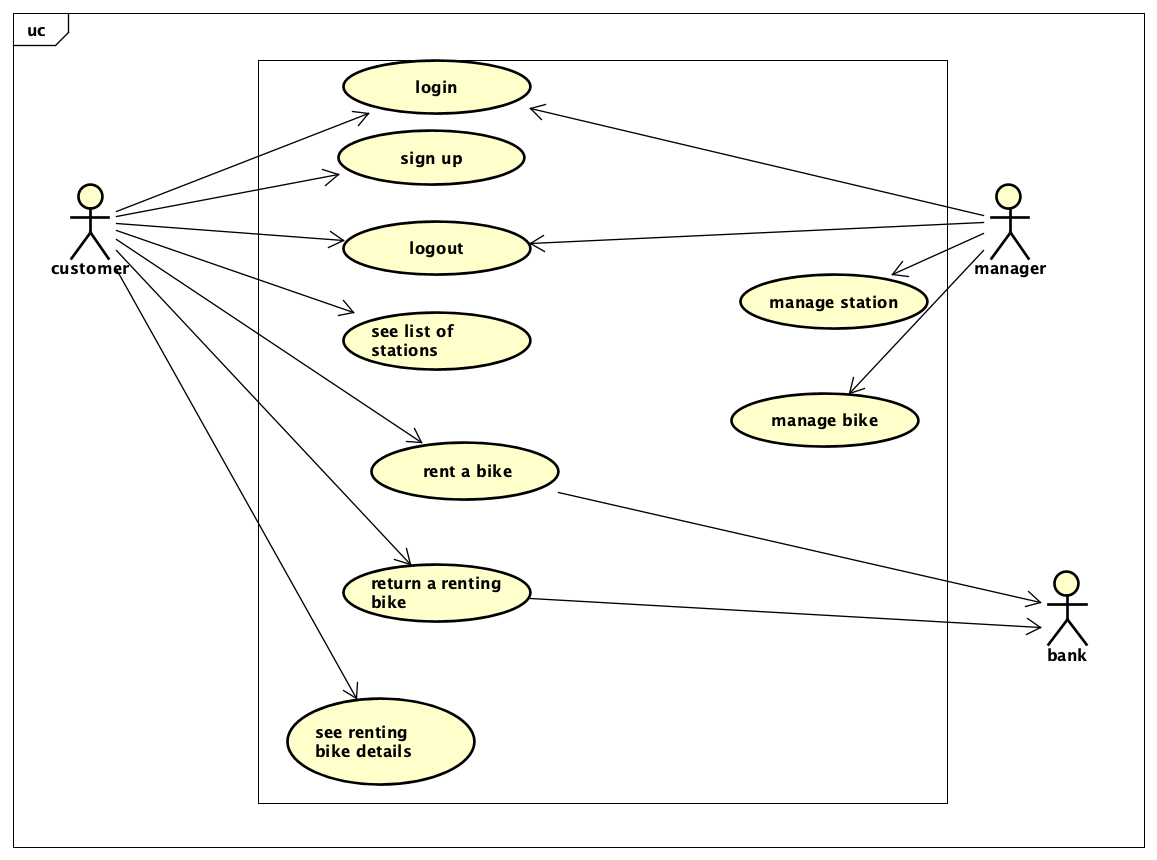 uc
login
sign up
logout
customer
manager
manage station
see list of
stations
manage bike
rent a bike
return a renting
bike
bank
see renting
bike details